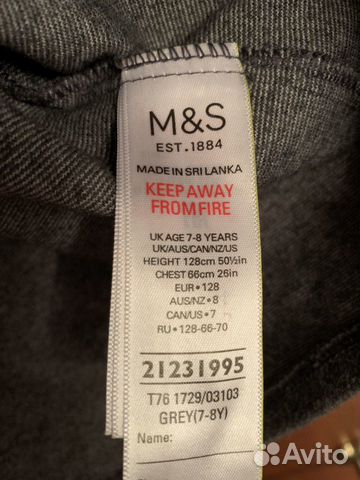 M&S
EST.1884
MADE IN SRI LANKA
KEEP AWAY
FROM FIRE
UK AGE 7-8 YEARS
UK/AUS/CAN/NZ/US
HEIGHT 128cm 50½in
CHEST 66cm 26in
EUR•128
AUS/NZ•8
CAN/US•7
RU•128-66-70
21231995
T76 1729/03103
GREY(7-8Y)
Name:
Avito